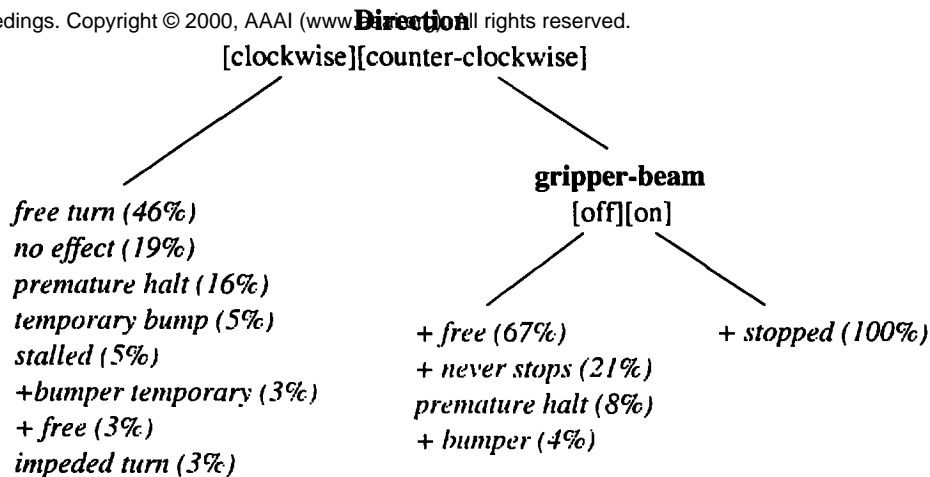 edings. Copyright © 2000, AAAI (www. All rights reserved.
Direction
[clockwise][counter-clockwise]
gripper-beam
[off][on]
free turn (46%)
no effect (19%)
premature halt (16%)
temporary bump (5%)
stalled (5%)
+bumper temporary (3%)
+ free (3%)
impeded turn (3%)
+ free (67%)
+ never stops (21%)
premature halt (8%)
+ bumper (4%)
+ stopped (100%)